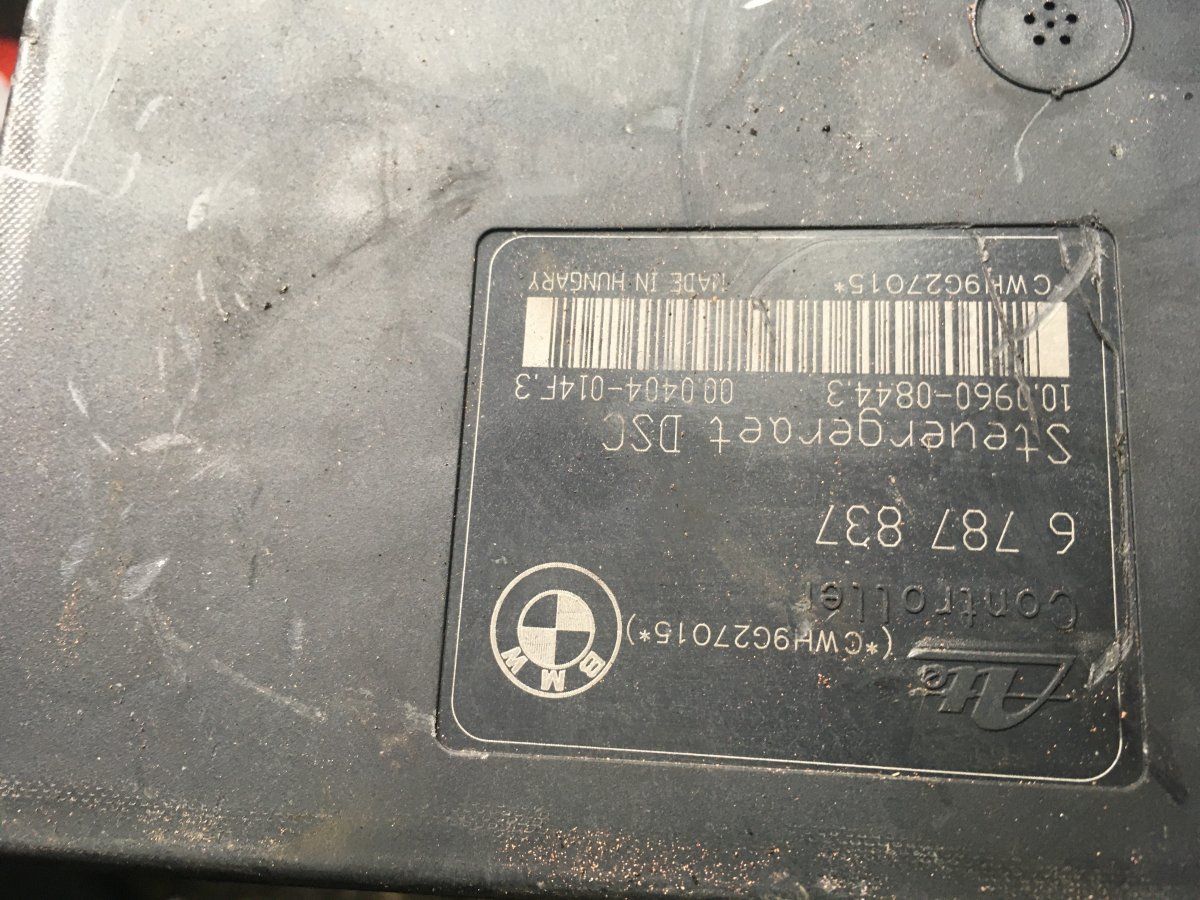 Ate
(*CWH9G27015*)
BMW
Controller
6 787 837
Steuergeraet DSC
10.0960-0844.3 00.0404-014F.3
*CWH9G27015* MADE IN HUNGARY